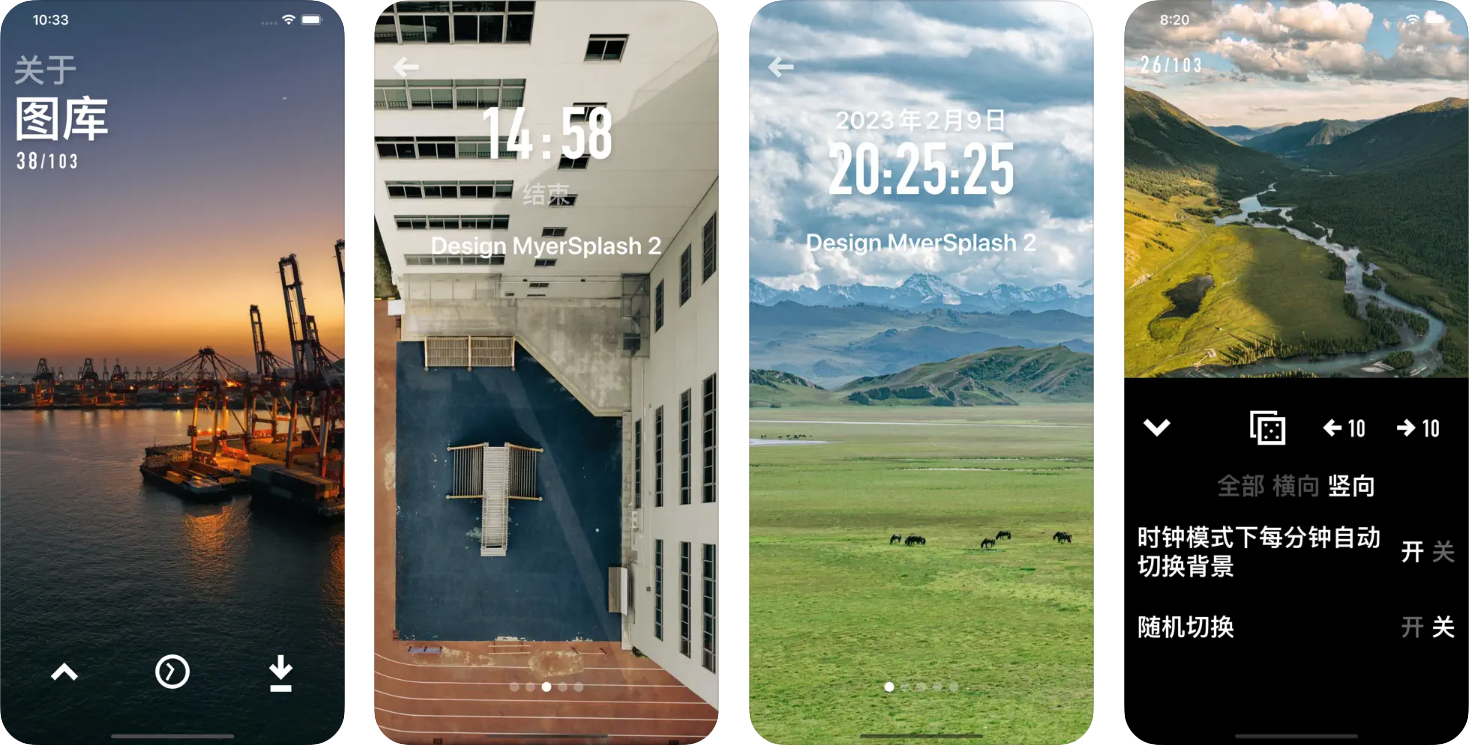 10:33
关于
图库
38/103
14:58
结束
Design MyerSplash 2
2023年2月9日
20:25:25
Design MyerSplash 2
8:20
26/103
10
10
全部 横向 竖向
时钟模式下每分钟自动
切换背景
开 关
随机切换
开 关